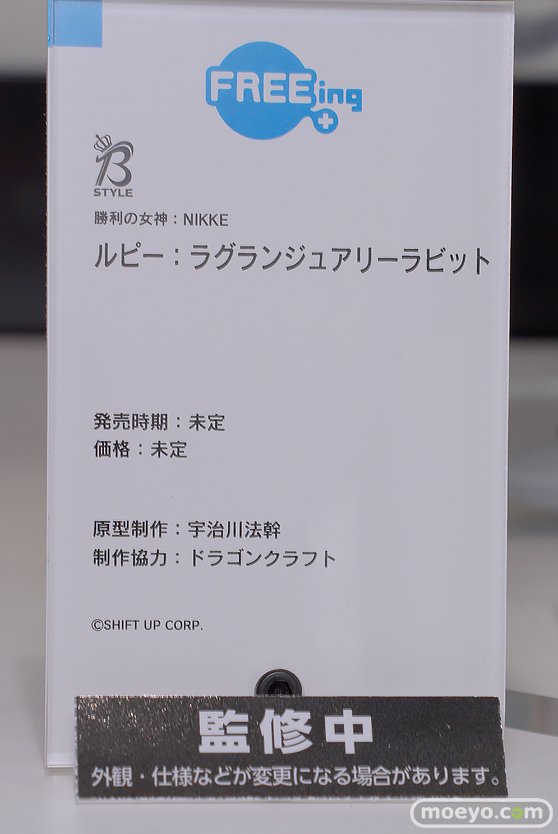 FREEing
B
STYLE
勝利の女神：NIKKE
ルピー：ラグランジュアリーラビット
発売時期：未定
価格：未定
原型制作：宇治川法幹
制作協力：ドラゴンクラフト
©SHIFT UP CORP.
監修中
外観・仕様などが変更になる場合があります。
moeyo.com